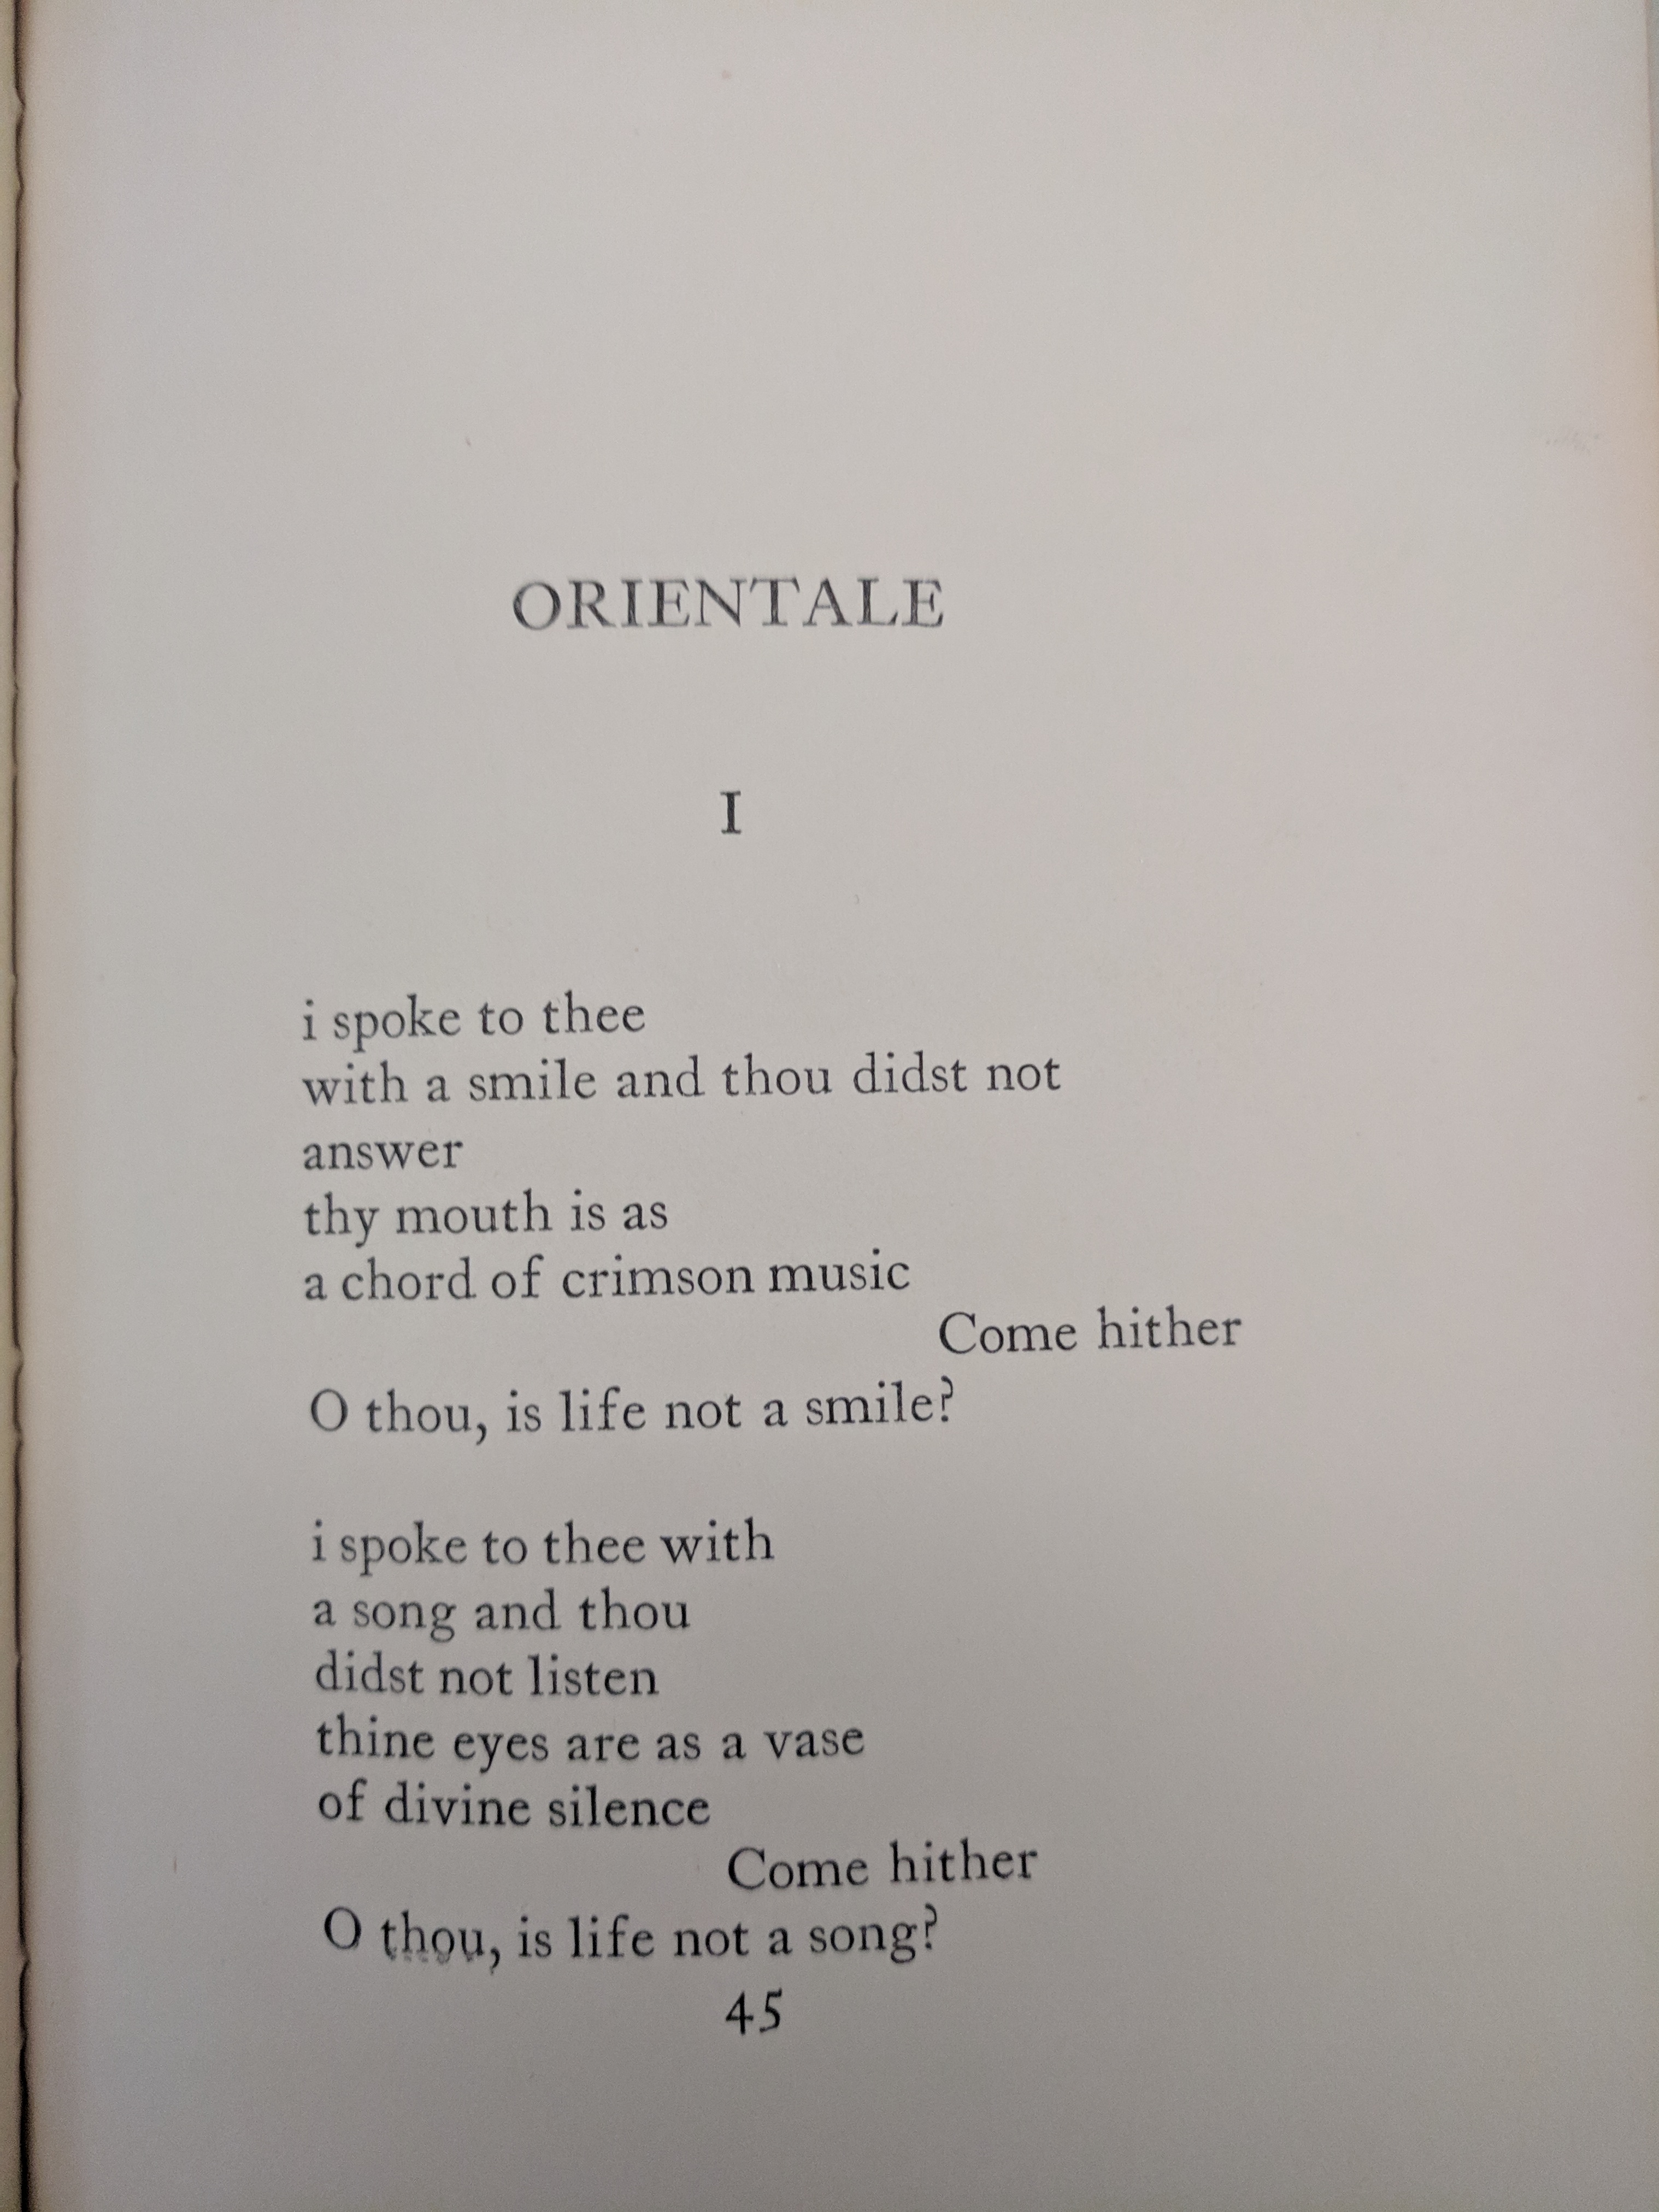 ORIENTALE
I
i spoke to thee
with a smile and thou didst not
answer
thy mouth is as
a chord of crimson music
Come hither
O thou, is life not a smile?
i spoke to thee with
a song and thou
didst not listen
thine eyes are as a vase
of divine silence
Come hither
O thou, is life not a song?
45